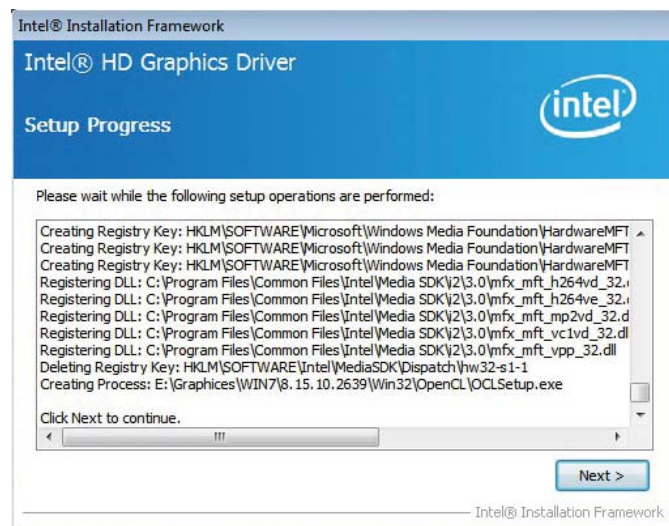 Intel® Installation Framework
Intel® HD Graphics Driver
intel
Setup Progress
Please wait while the following setup operations are performed:
Creating Registry Key: HKLM\SOFTWARE\Microsoft\Windows Media Foundation\HardwareMFT
Creating Registry Key: HKLM\SOFTWARE\Microsoft\Windows Media Foundation\HardwareMFT
Creating Registry Key: HKLM\SOFTWARE\Microsoft\Windows Media Foundation\HardwareMFT
Registering DLL: C:\Program Files\Common Files\Intel\Media SDK\i2\3.0\mfx_mft_h264vd_32.
Registering DLL: C:\Program Files\Common Files\Intel\Media SDK\i2\3.0\mfx_mft_h264ve_32.
Registering DLL: C:\Program Files\Common Files\Intel\Media SDK\i2\3.0\mfx_mft_mp2vd_32.d
Registering DLL: C:\Program Files\Common Files\Intel\Media SDK\i2\3.0\mfx_mft_vc1vd_32.dl
Registering DLL: C:\Program Files\Common Files\Intel\Media SDK\i2\3.0\mfx_mft_vpp_32.dll
Deleting Registry Key: HKLM\SOFTWARE\Intel\MediaSDK\Dispatch\hw32-s1-1
Creating Process: E:\Graphices\WIN7\8.15.10.2639\Win32\OpenCL\OCLSetup.exe
Click Next to continue.
Next >
Intel® Installation Framework